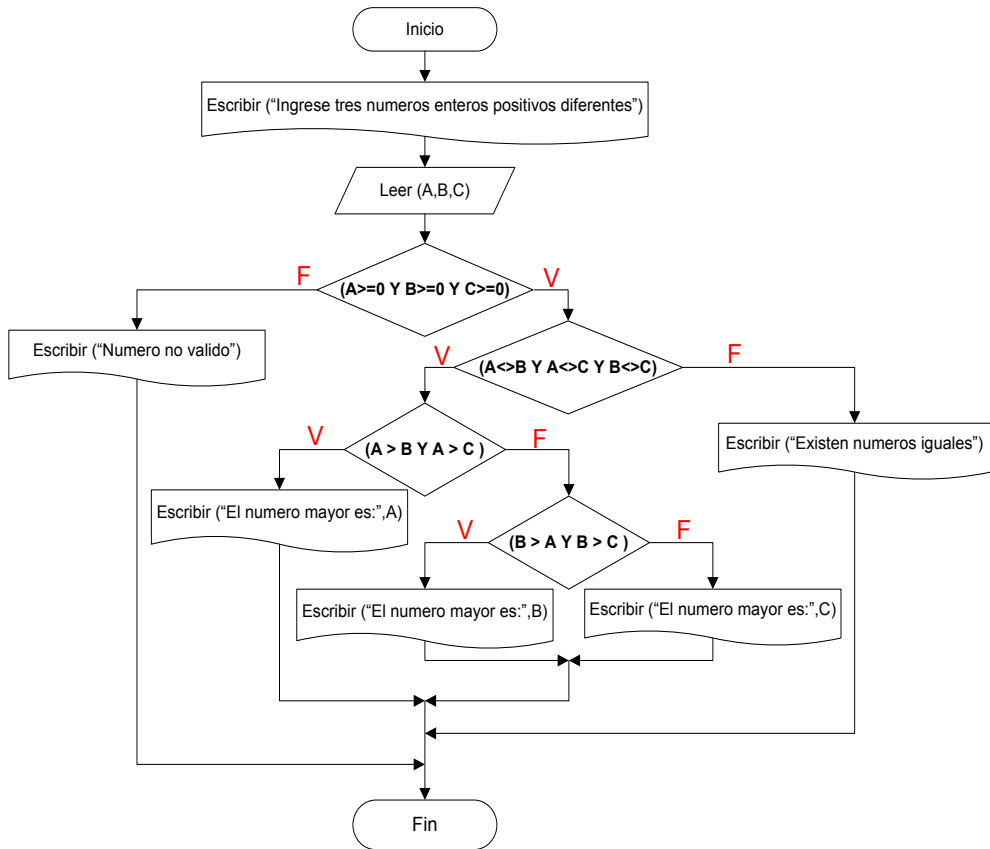 Inicio
Escribir (“Ingrese tres numeros enteros positivos diferentes”)
Leer (A,B,C)
F
(A>=0 Y B>=0 Y C>=0)
V
Escribir (“Numero no valido”)
V
(A<>B Y A<>C Y B<>C)
F
V
(A > B Y A > C )
F
Escribir (“Existen numeros iguales”)
Escribir (“El numero mayor es:”,A)
V
(B > A Y B > C )
F
Escribir (“El numero mayor es:”,B)
Escribir (“El numero mayor es:”,C)
Fin